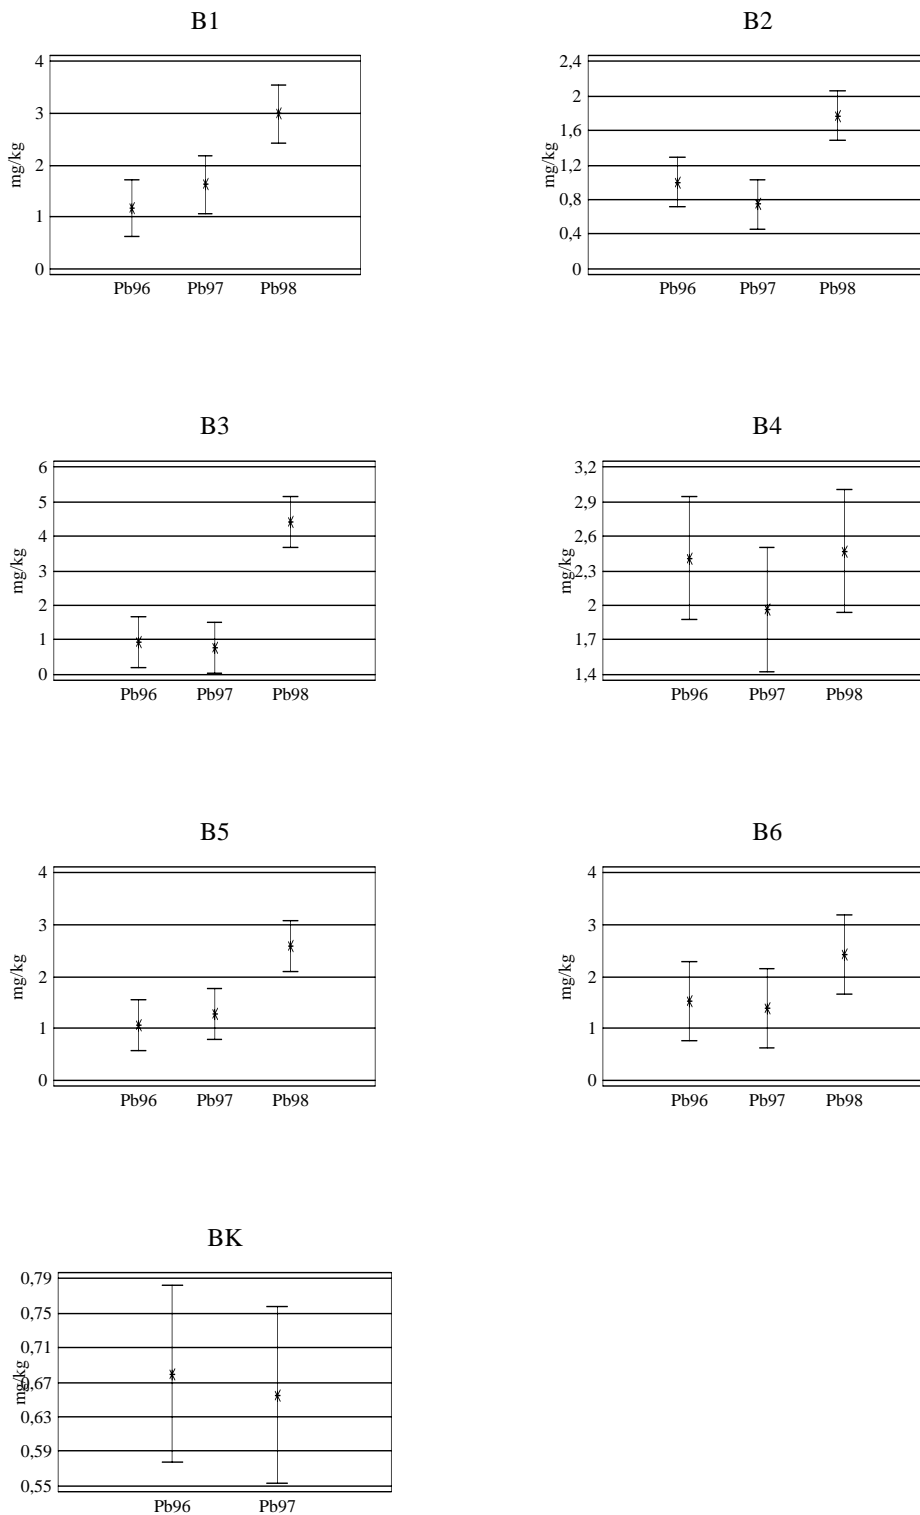 B1
4
3
2
1
0
mg/kg
Pb96 Pb97 Pb98
B2
2,4
2
1,6
1,2
0,8
0,4
0
mg/kg
Pb96 Pb97 Pb98
B3
6
5
4
3
2
1
0
mg/kg
Pb96 Pb97 Pb98
B4
3,2
2,9
2,6
2,3
2
1,7
1,4
mg/kg
Pb96 Pb97 Pb98
B5
4
3
2
1
0
mg/kg
Pb96 Pb97 Pb98
B6
4
3
2
1
0
mg/kg
Pb96 Pb97 Pb98
BK
0,79
0,75
0,71
0,67
0,63
0,59
0,55
mg/kg
Pb96 Pb97